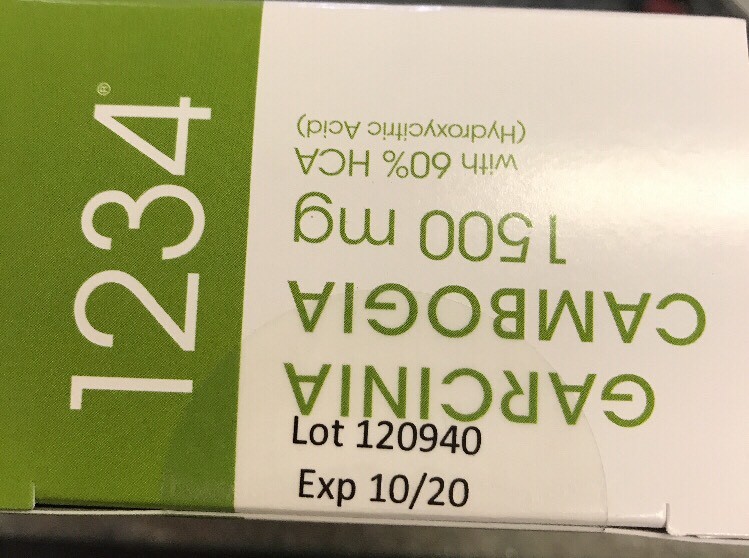 1234®
GARCINIA
CAMBOGIA
1500 mg
with 60% HCA
(Hydroxycitric Acid)
Lot 120940
Exp 10/20